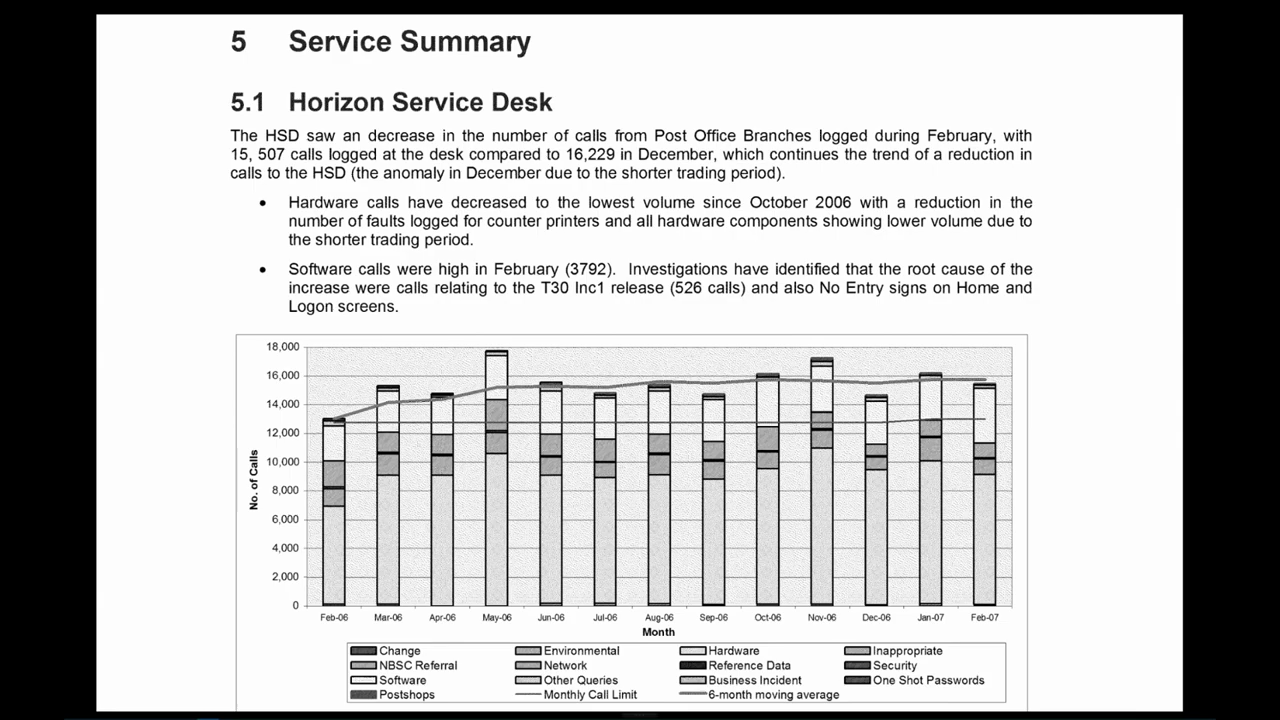 5 Service Summary
5.1 Horizon Service Desk
The HSD saw an decrease in the number of calls from Post Office Branches logged during February, with
15, 507 calls logged at the desk compared to 16,229 in December, which continues the trend of a reduction in
calls to the HSD (the anomaly in December due to the shorter trading period).
• Hardware calls have decreased to the lowest volume since October 2006 with a reduction in the
number of faults logged for counter printers and all hardware components showing lower volume due to
the shorter trading period.
• Software calls were high in February (3792). Investigations have identified that the root cause of the
increase were calls relating to the T30 Inc1 release (526 calls) and also No Entry signs on Home and
Logon screens.
18,000
16,000
14,000
12,000
10,000
8,000
6,000
4,000
2,000
0
No. of Calls
Feb-06 Mar-06 Apr-06 May-06 Jun-06 Jul-06 Aug-06 Sep-06 Oct-06 Nov-06 Dec-06 Jan-07 Feb-07
Month
Change Environmental Hardware Inappropriate
NBSC Referral Network Reference Data Security
Software Other Queries Business Incident One Shot Passwords
Postshops Monthly Call Limit 6-month moving average